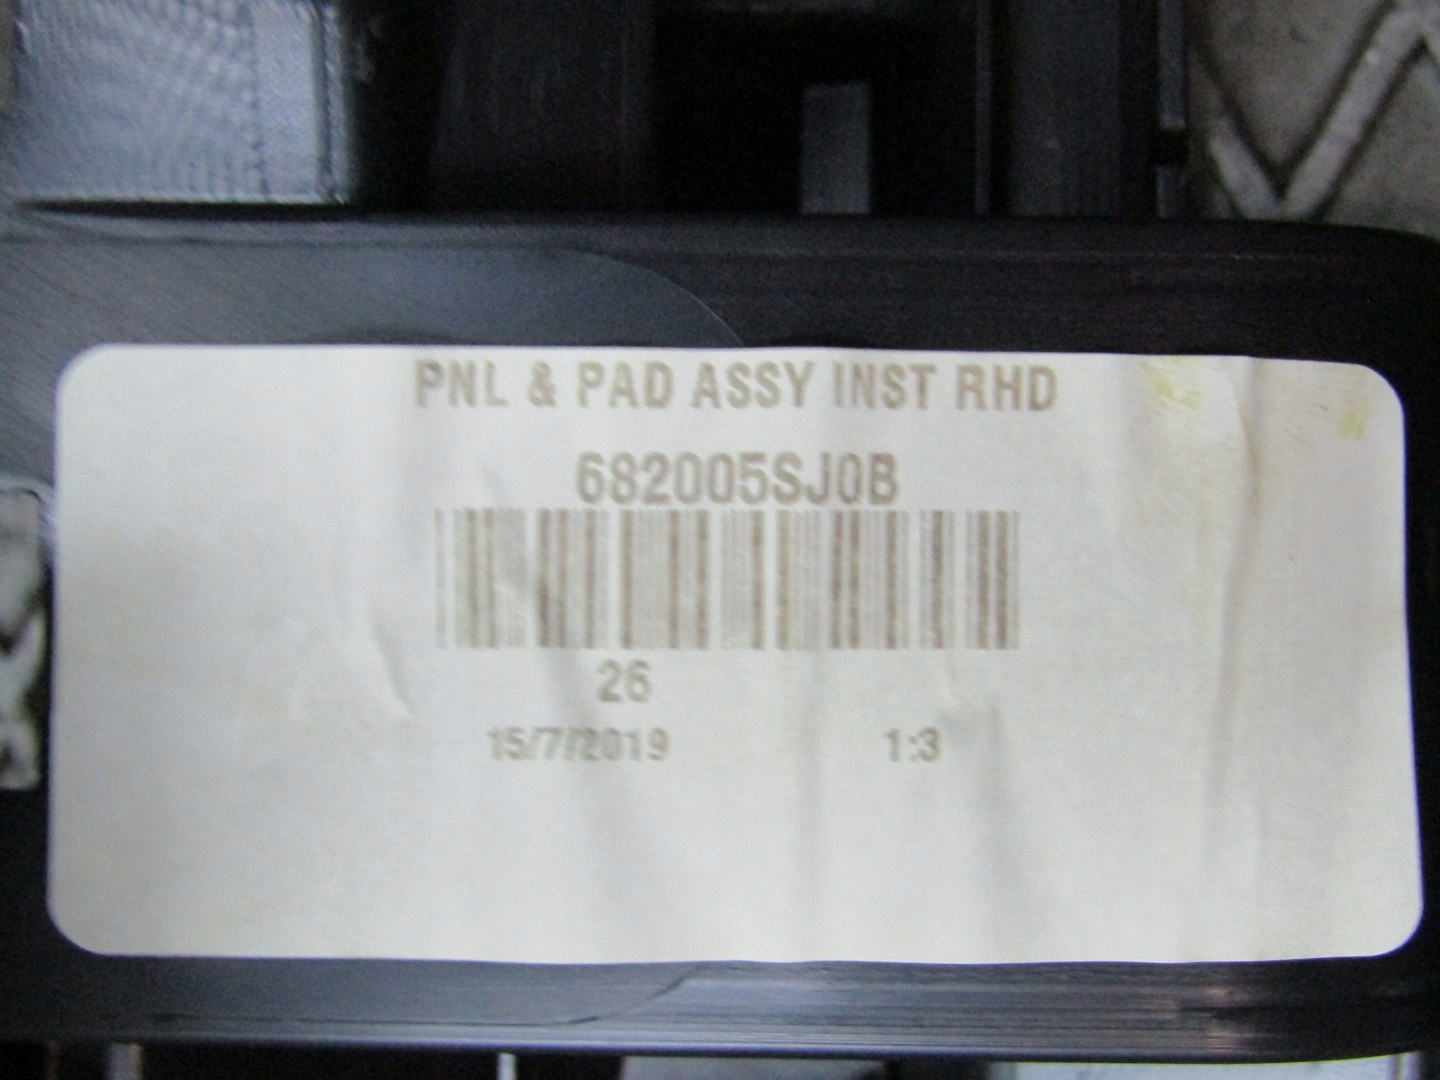 PNL & PAD ASSY INST RHD
682005SJ0B
26
15/7/2019 1:3